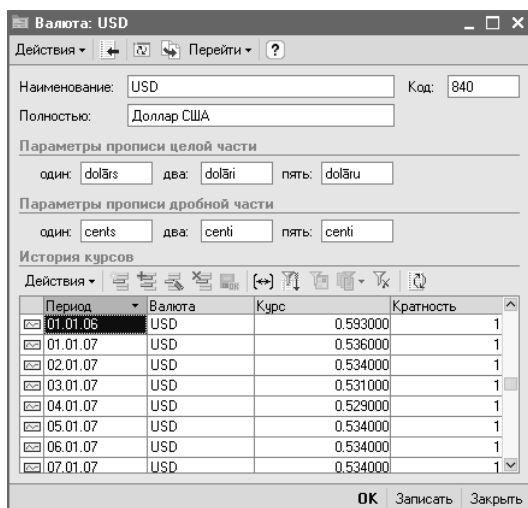 Валюта: USD
Действия Перейти ?
Наименование: USD Код: 840
Полностью: Доллар США
Параметры прописи целой части
один: dolārs два: dolāri пять: dolāru
Параметры прописи дробной части
один: cents два: centi пять: centi
История курсов
Действия
Период Валюта Курс Кратность
01.01.06 USD 0.593000 1
01.01.07 USD 0.536000 1
02.01.07 USD 0.534000 1
03.01.07 USD 0.531000 1
04.01.07 USD 0.529000 1
05.01.07 USD 0.534000 1
06.01.07 USD 0.534000 1
07.01.07 USD 0.534000 1
OK Записать Закрыть